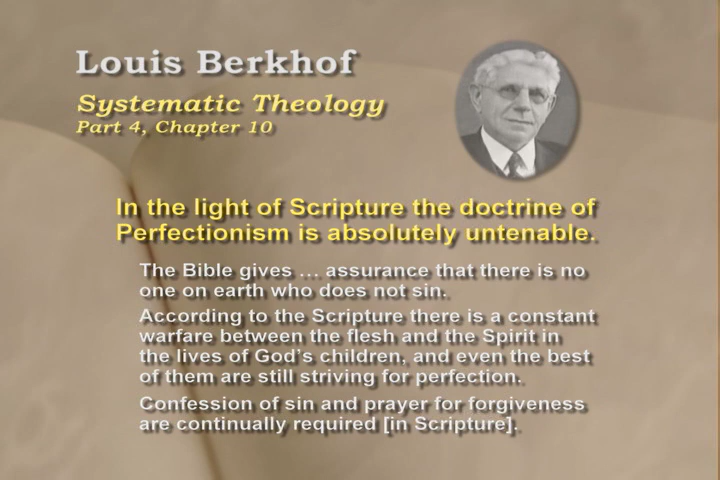 Louis Berkhof
Systematic Theology
Part 4, Chapter 10
In the light of Scripture the doctrine of
Perfectionism is absolutely untenable.
The Bible gives … assurance that there is no
one on earth who does not sin.
According to the Scripture there is a constant
warfare between the flesh and the Spirit in
the lives of God's children, and even the best
of them are still striving for perfection.
Confession of sin and prayer for forgiveness
are continually required [in Scripture].